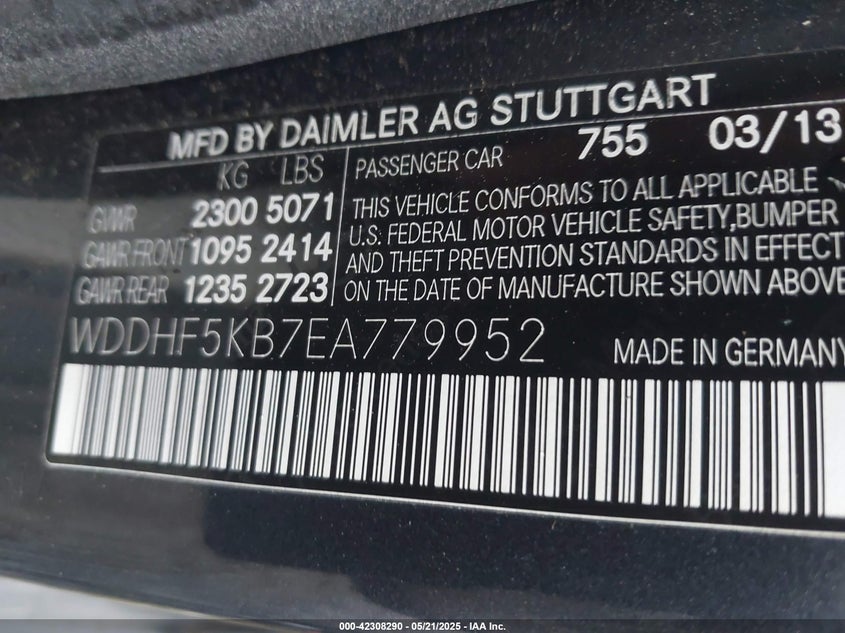 MFD BY DAIMLER AG STUTTGART
KG LBS
GVWR 2300 5071
GAWR FRONT 1095 2414
GAWR REAR 1235 2723
PASSENGER CAR 755 03/13
THIS VEHICLE CONFORMS TO ALL APPLICABLE
U.S. FEDERAL MOTOR VEHICLE SAFETY,BUMPER
AND THEFT PREVENTION STANDARDS IN EFFECT
ON THE DATE OF MANUFACTURE SHOWN ABOVE
WDDHF5KB7EA779952
MADE IN GERMANY
000-42308290 - 05/21/2025 - IAA Inc.